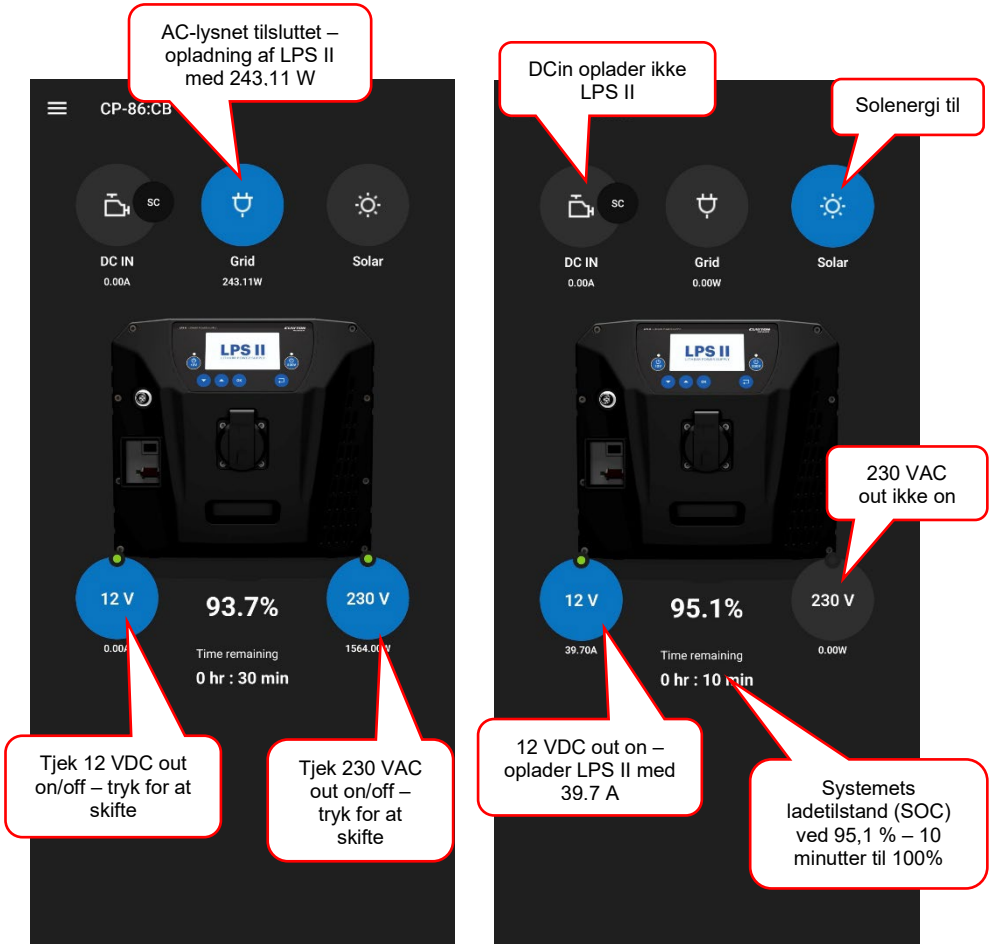 AC-lysnet tilsluttet –
opladning af LPS II
med 243,11 W
CP-86:CB
SC
DC IN
0.00A
Grid
243.11W
Solar
LPS II
12 V
0.00A
93.7%
Time remaining
0 hr : 30 min
230 V
1564.00W
Tjek 12 VDC out
on/off – tryk for at
skifte
Tjek 230 VAC
out on/off –
tryk for at
skifte
DCin oplader ikke
LPS II
Solenergi til
SC
DC IN
0.00A
Grid
0.00W
Solar
LPS II
230 VAC
out ikke on
12 V
39.70A
95.1%
Time remaining
0 hr : 10 min
230 V
0.00W
12 VDC out on –
oplader LPS II med
39.7 A
Systemets
ladetilstand (SOC)
ved 95,1 % – 10
minutter til 100%